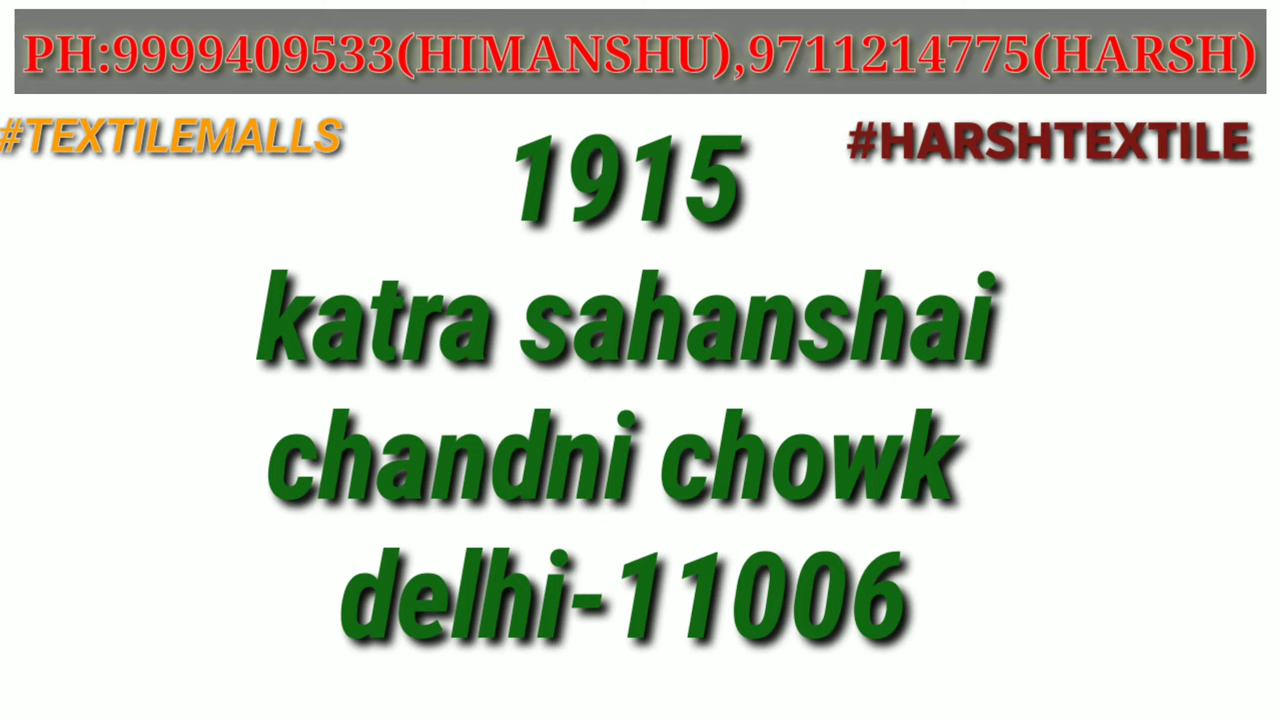 PH:9999409533(HIMANSHU),9711214775(HARSH)
#TEXTILEMALLS
#HARSHTEXTILE
1915
katra sahanshai
chandni chowk
delhi-11006